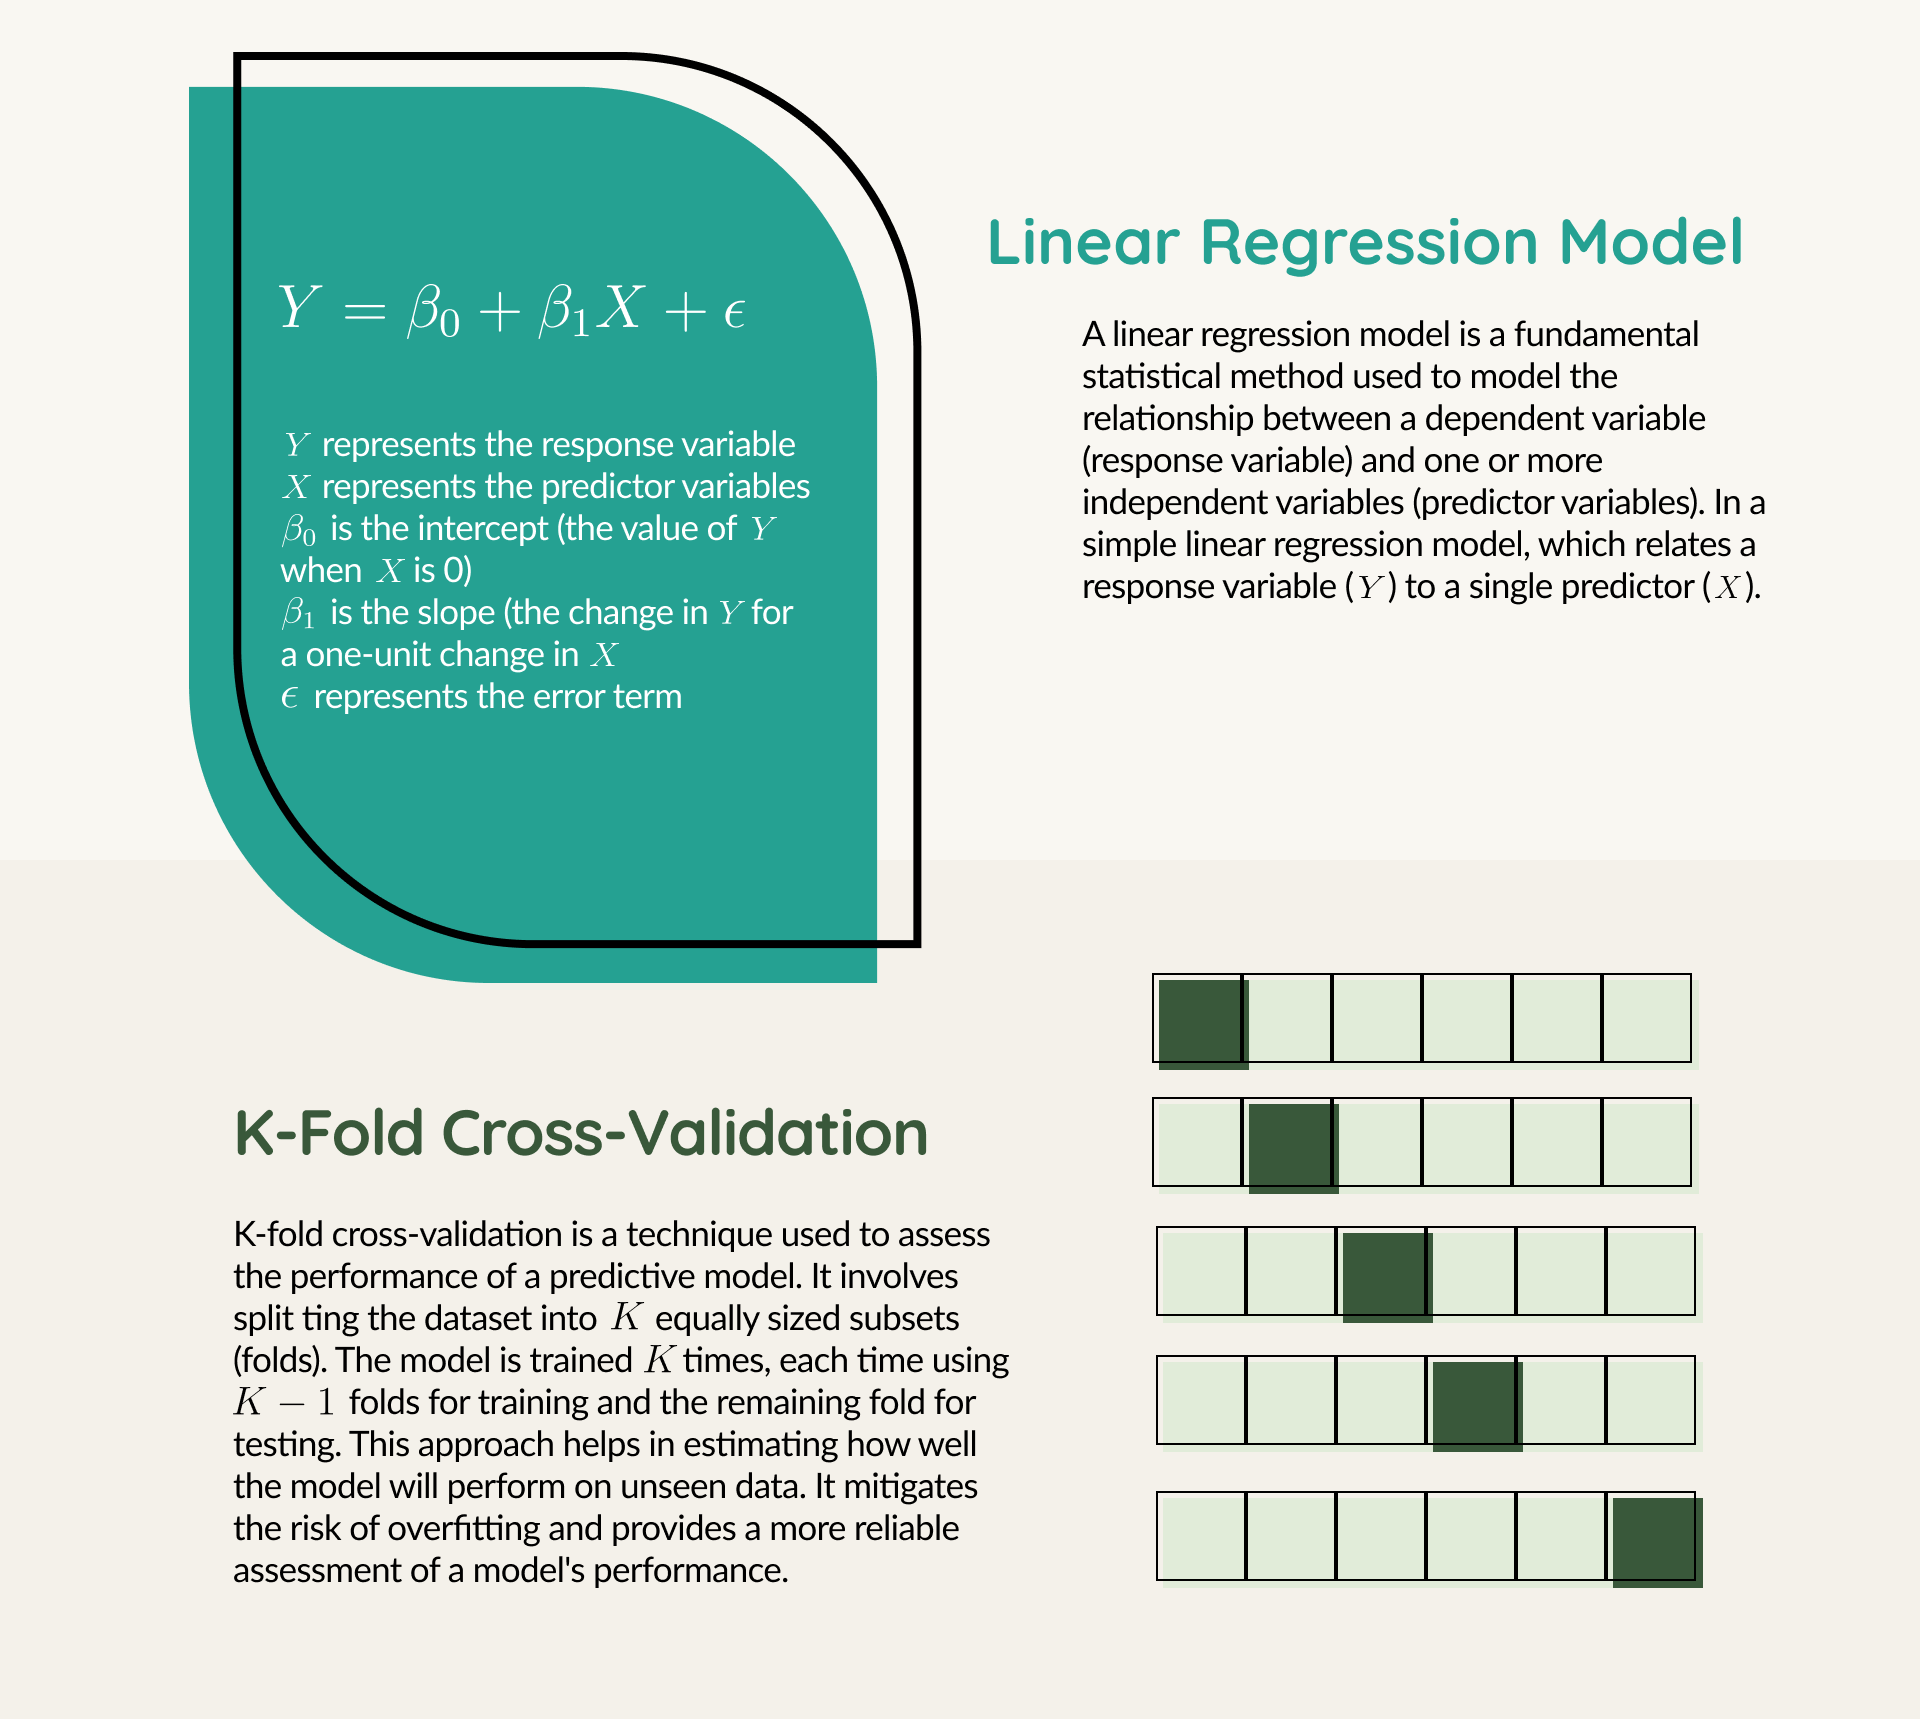 Y = β₀ + β₁X + ϵ
Y represents the response variable
X represents the predictor variables
β₀ is the intercept (the value of Y
when X is 0)
β₁ is the slope (the change in Y for
a one-unit change in X
ϵ represents the error term
Linear Regression Model
A linear regression model is a fundamental
statistical method used to model the
relationship between a dependent variable
(response variable) and one or more
independent variables (predictor variables). In a
simple linear regression model, which relates a
response variable (Y) to a single predictor (X).
K-Fold Cross-Validation
K-fold cross-validation is a technique used to assess
the performance of a predictive model. It involves
split ting the dataset into K equally sized subsets
(folds). The model is trained K times, each time using
K − 1 folds for training and the remaining fold for
testing. This approach helps in estimating how well
the model will perform on unseen data. It mitigates
the risk of overfitting and provides a more reliable
assessment of a model's performance.